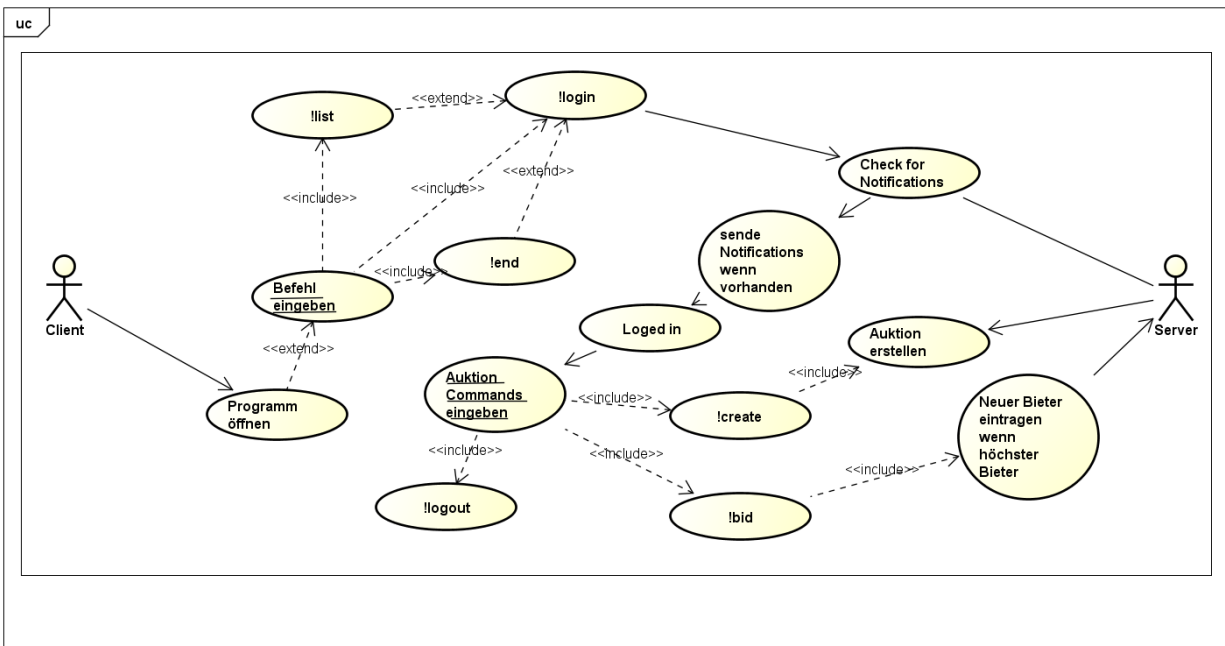 uc
!list
<<extend>>
!login
<<include>>
<<include>>
<<extend>>
Check for
Notifications
sende
Notifications
wenn
vorhanden
!end
<<include>>
Befehl
eingeben
Client
Server
<<extend>>
Loged in
Auktion
erstellen
Programm
öffnen
Auktion
Commands
eingeben
<<include>>
!create
<<include>>
Neuer Bieter
eintragen
wenn
höchster
Bieter
<<include>>
<<include>>
<<include>>
!logout
!bid